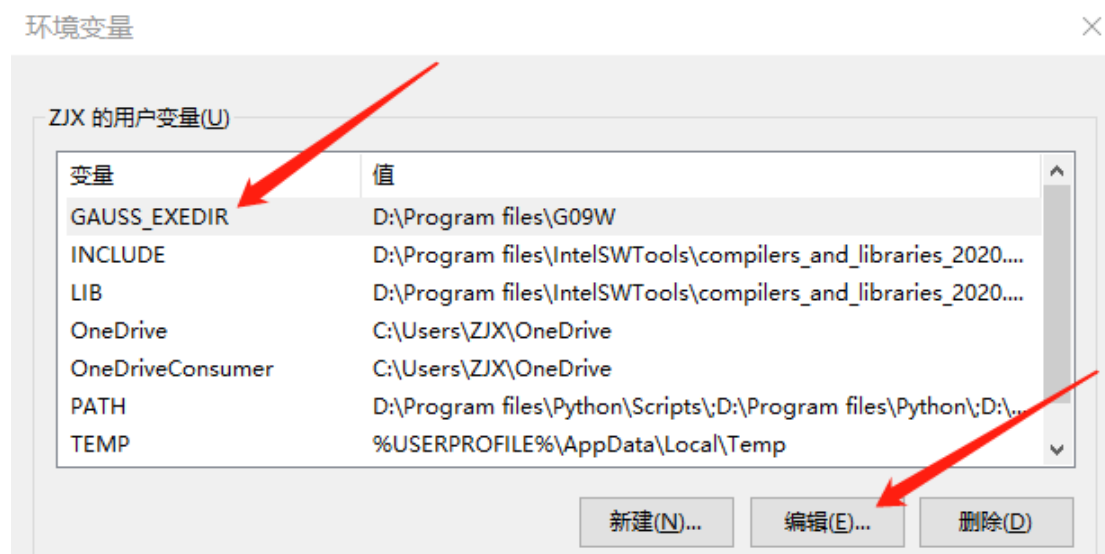 环境变量
ZJX 的用户变量(U)
变量 值
GAUSS_EXEDIR D:\Program files\G09W
INCLUDE D:\Program files\IntelSWTools\compilers_and_libraries_2020....
LIB D:\Program files\IntelSWTools\compilers_and_libraries_2020....
OneDrive C:\Users\ZJX\OneDrive
OneDriveConsumer C:\Users\ZJX\OneDrive
PATH D:\Program files\Python\Scripts\;D:\Program files\Python\;D:\...
TEMP %USERPROFILE%\AppData\Local\Temp
新建(N)... 编辑(E)... 删除(D)